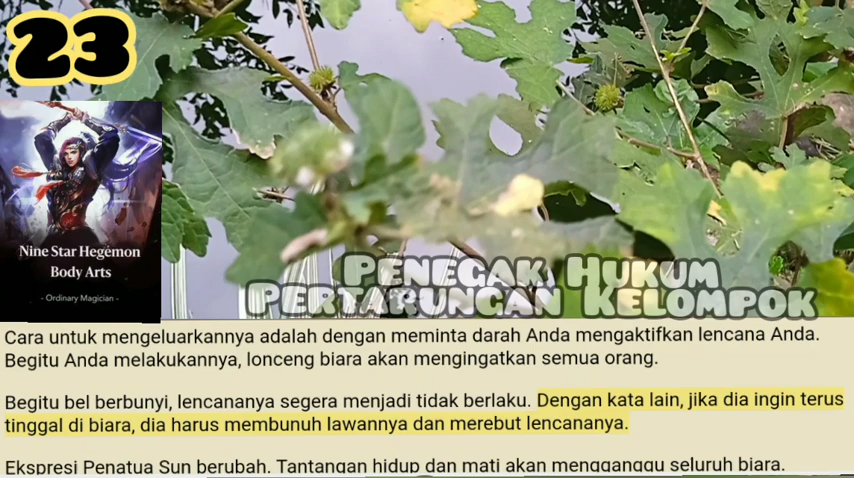 23
Nine Star Hegemon
Body Arts
- Ordinary Magician -
Penegak Hukum
Pertarungan Kelompok
Cara untuk mengeluarkannya adalah dengan meminta darah Anda mengaktifkan lencana Anda.
Begitu Anda melakukannya, lonceng biara akan mengingatkan semua orang.
Begitu bel berbunyi, lencananya segera menjadi tidak berlaku. Dengan kata lain, jika dia ingin terus
tinggal di biara, dia harus membunuh lawannya dan merebut lencananya.
Ekspresi Penatua Sun berubah. Tantangan hidup dan mati akan mengganggu seluruh biara.